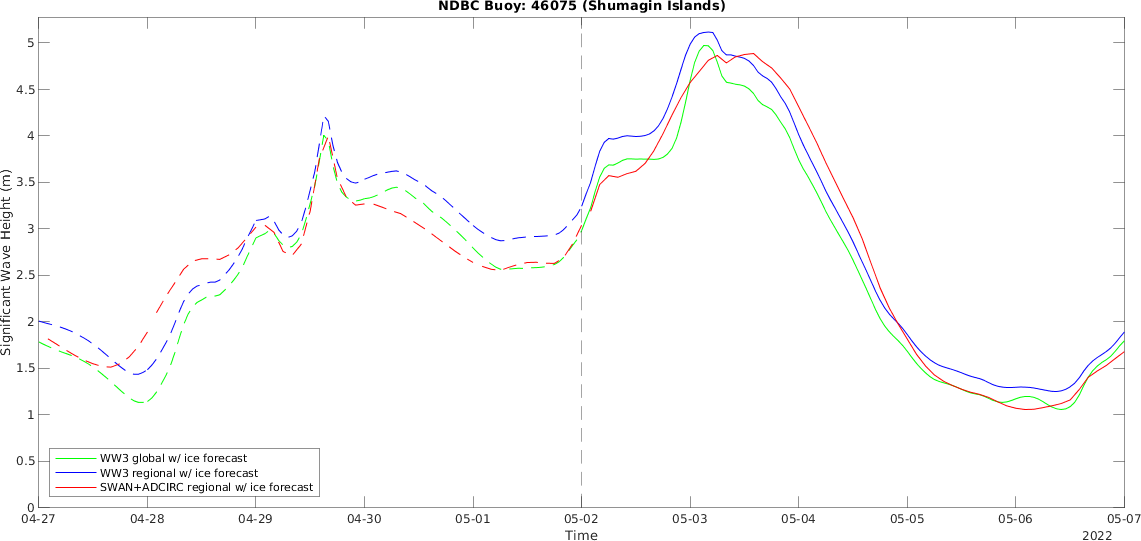 NDBC Buoy: 46075 (Shumagin Islands)
Significant Wave Height (m)
5
4.5
4
3.5
3
2.5
2
1.5
1
0.5
0
WW3 global w/ ice forecast
WW3 regional w/ ice forecast
SWAN+ADCIRC regional w/ ice forecast
04-27 04-28 04-29 04-30 05-01 05-02 05-03 05-04 05-05 05-06 05-07
Time
2022